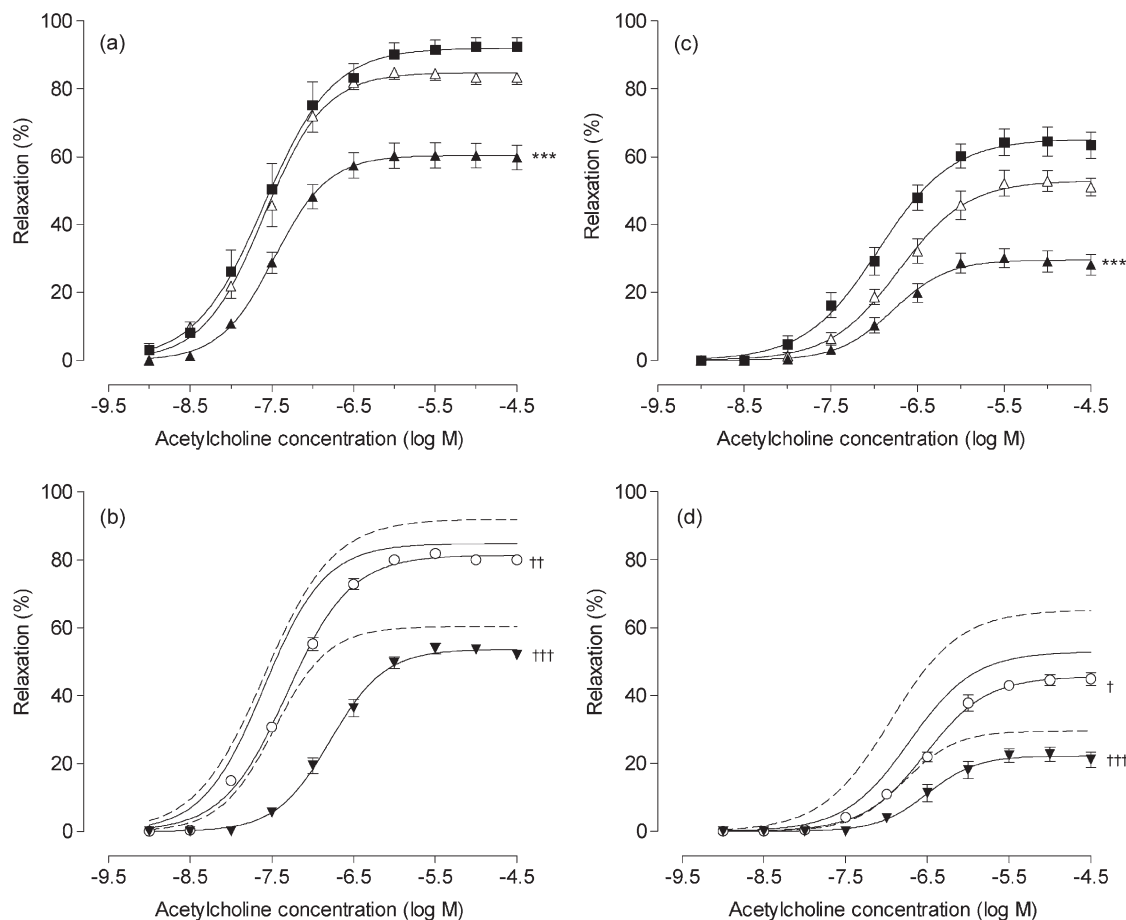 (a)
100
80
60
40
20
0
Relaxation (%)
***
-9.5 -8.5 -7.5 -6.5 -5.5 -4.5
Acetylcholine concentration (log M)
(c)
100
80
60
40
20
0
Relaxation (%)
***
-9.5 -8.5 -7.5 -6.5 -5.5 -4.5
Acetylcholine concentration (log M)
(b)
100
80
60
40
20
0
Relaxation (%)
††
†††
-9.5 -8.5 -7.5 -6.5 -5.5 -4.5
Acetylcholine concentration (log M)
(d)
100
80
60
40
20
0
Relaxation (%)
†
†††
-9.5 -8.5 -7.5 -6.5 -5.5 -4.5
Acetylcholine concentration (log M)